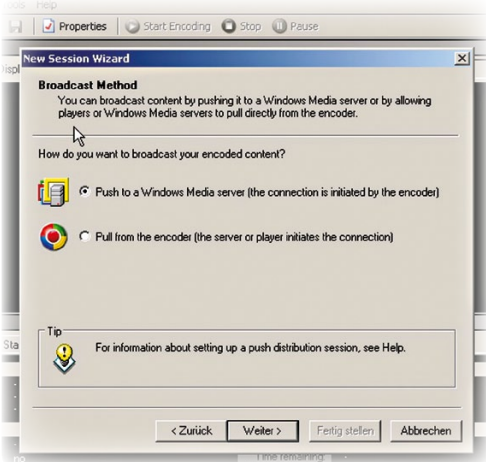 Tools Help
Properties Start Encoding Stop Pause
New Session Wizard
Displ
Broadcast Method
You can broadcast content by pushing it to a Windows Media server or by allowing
players or Windows Media servers to pull directly from the encoder.
How do you want to broadcast your encoded content?
Push to a Windows Media server (the connection is initiated by the encoder)
Pull from the encoder (the server or player initiates the connection)
Tip
For information about setting up a push distribution session, see Help.
Sta
< Zurück Weiter > Fertig stellen Abbrechen
Time remaining: